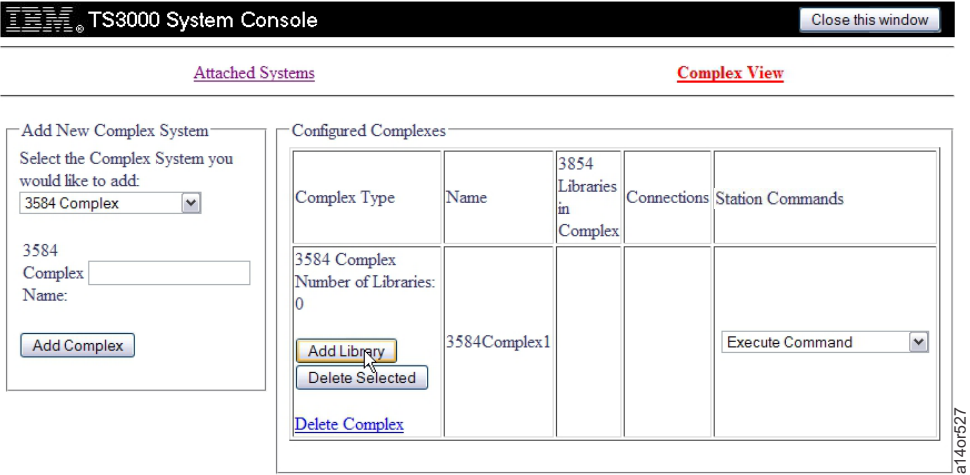 IBM® TS3000 System Console
Close this window
Attached Systems
Complex View
Add New Complex System
Select the Complex System you
would like to add:
3584 Complex
3584
Complex
Name:
Add Complex
Configured Complexes
Complex Type
Name
3854
Libraries
in
Complex
Connections
Station Commands
3584 Complex
Number of Libraries:
0
Add Library
Delete Selected
Delete Complex
3584Complex1
Execute Command
a14or527